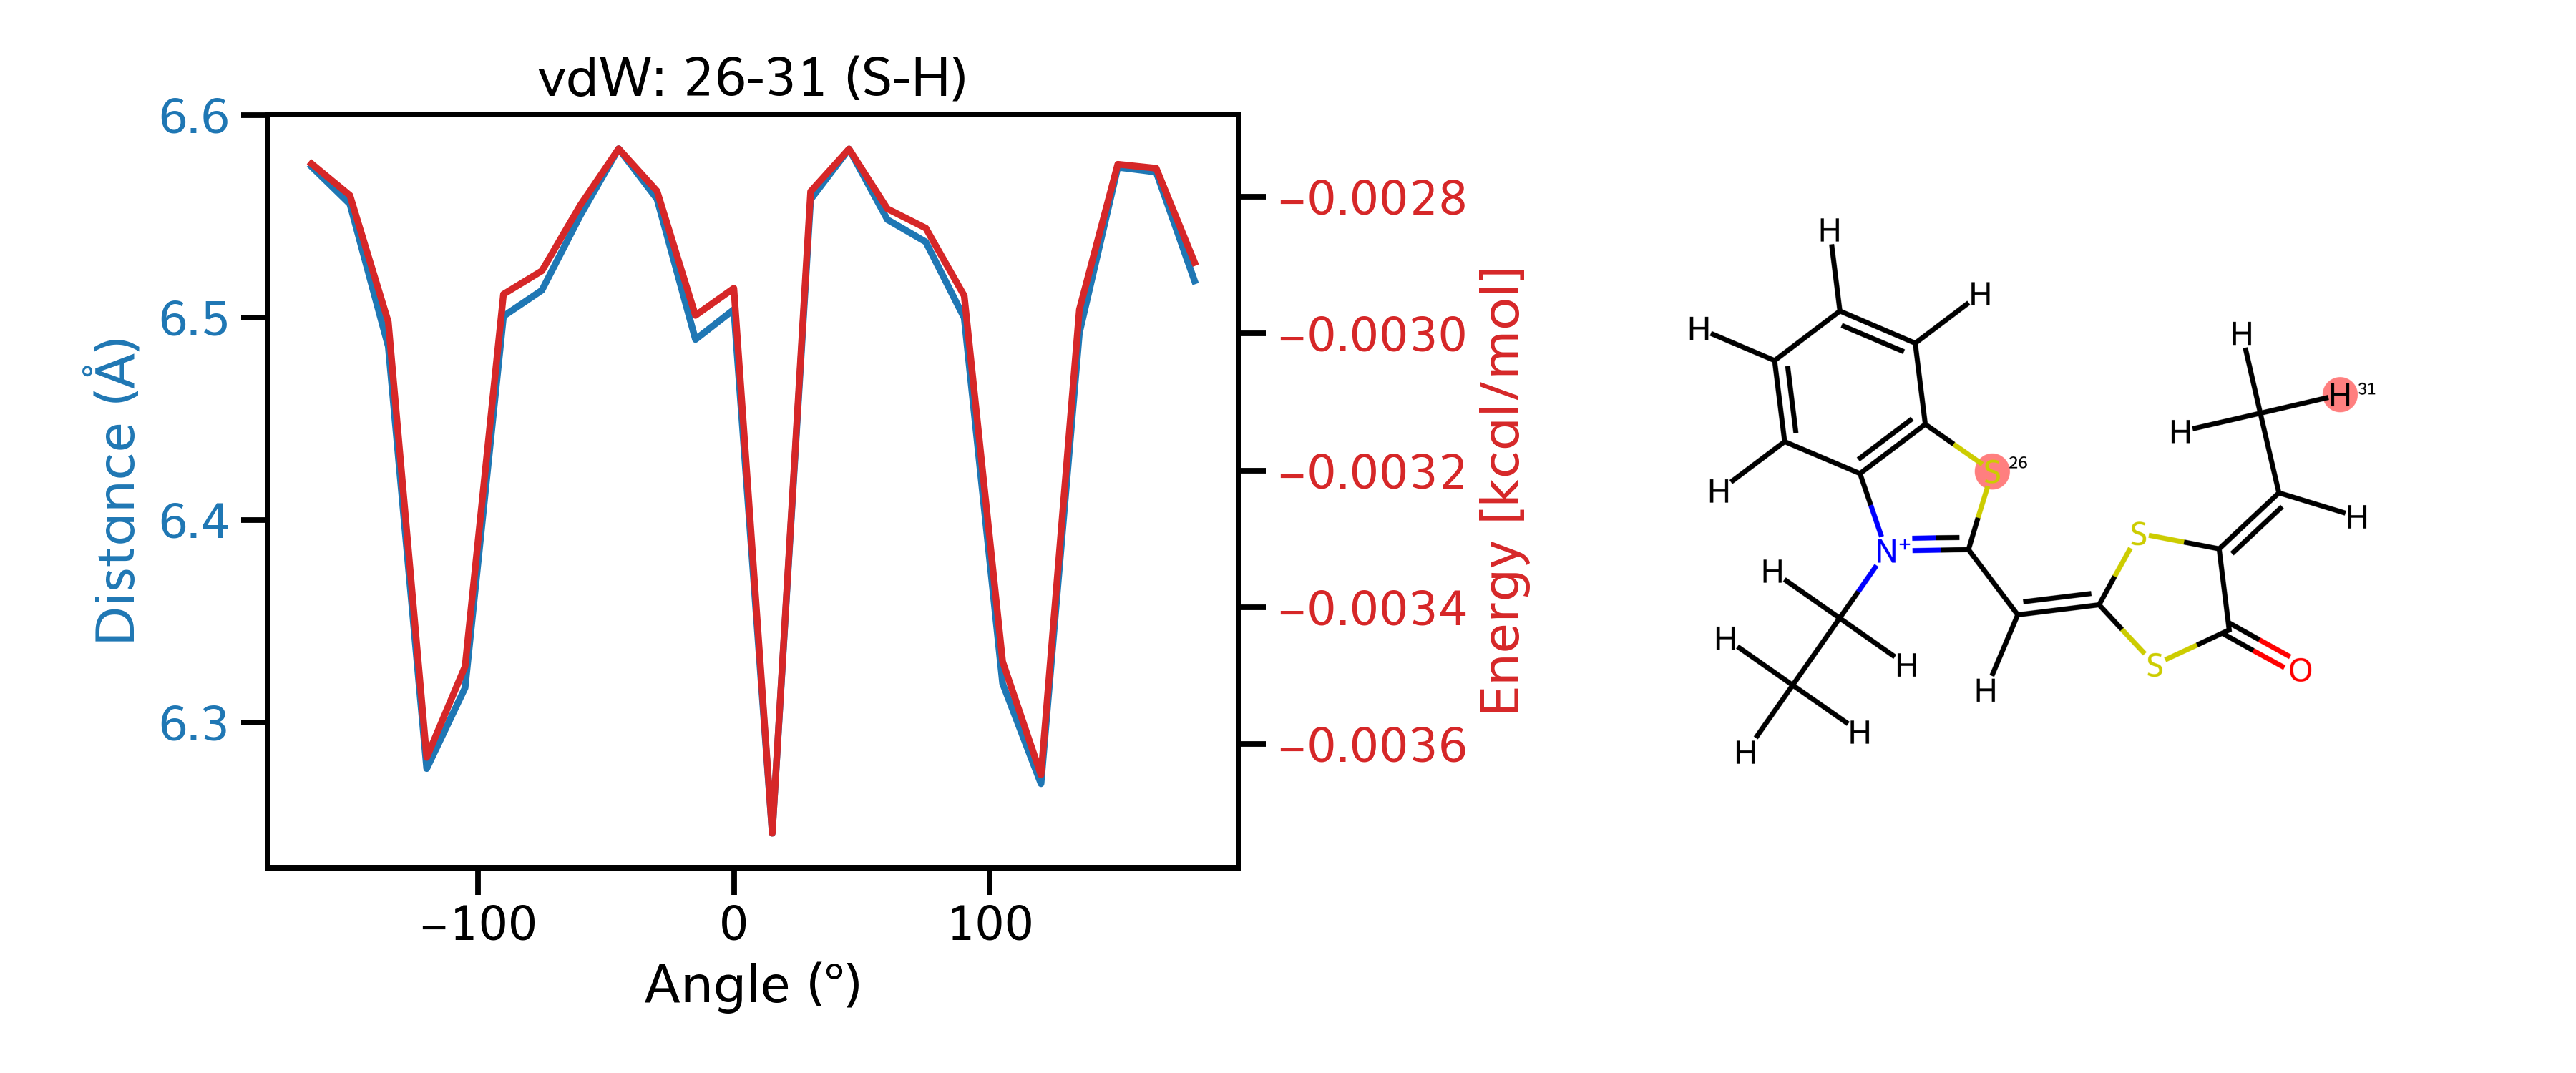 vdW: 26-31 (S-H)
6.6
6.5
6.4
6.3
Distance (Å)
−0.0028
−0.0030
−0.0032
−0.0034
−0.0036
Energy [kcal/mol]
−100 0 100
Angle (°)
H
H
H
H
H
H 31
H
S 26
H
H
S
N+
H
H
H
S
O
H
H
H